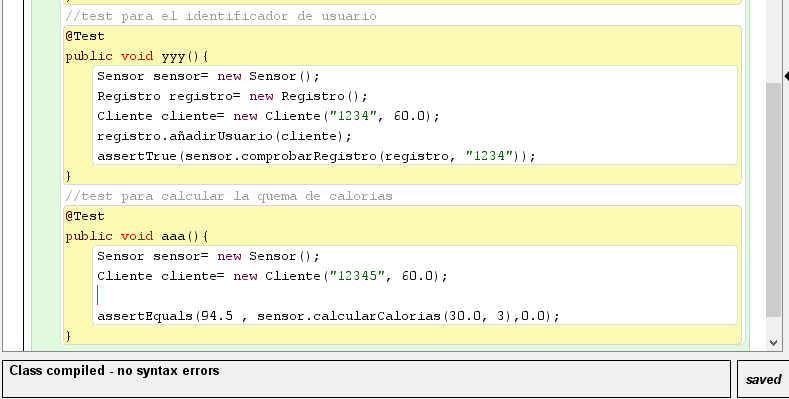 //test para el identificador de usuario
@Test
public void yyy(){
Sensor sensor= new Sensor();
Registro registro= new Registro();
Cliente cliente= new Cliente("1234", 60.0);
registro.añadirUsuario(cliente);
assertTrue(sensor.comprobarRegistro(registro, "1234"));
}
//test para calcular la quema de calorias
@Test
public void aaa(){
Sensor sensor= new Sensor();
Cliente cliente= new Cliente("12345", 60.0);
assertEquals(94.5 , sensor.calcularCalorias(30.0, 3),0.0);
}
Class compiled - no syntax errors
saved